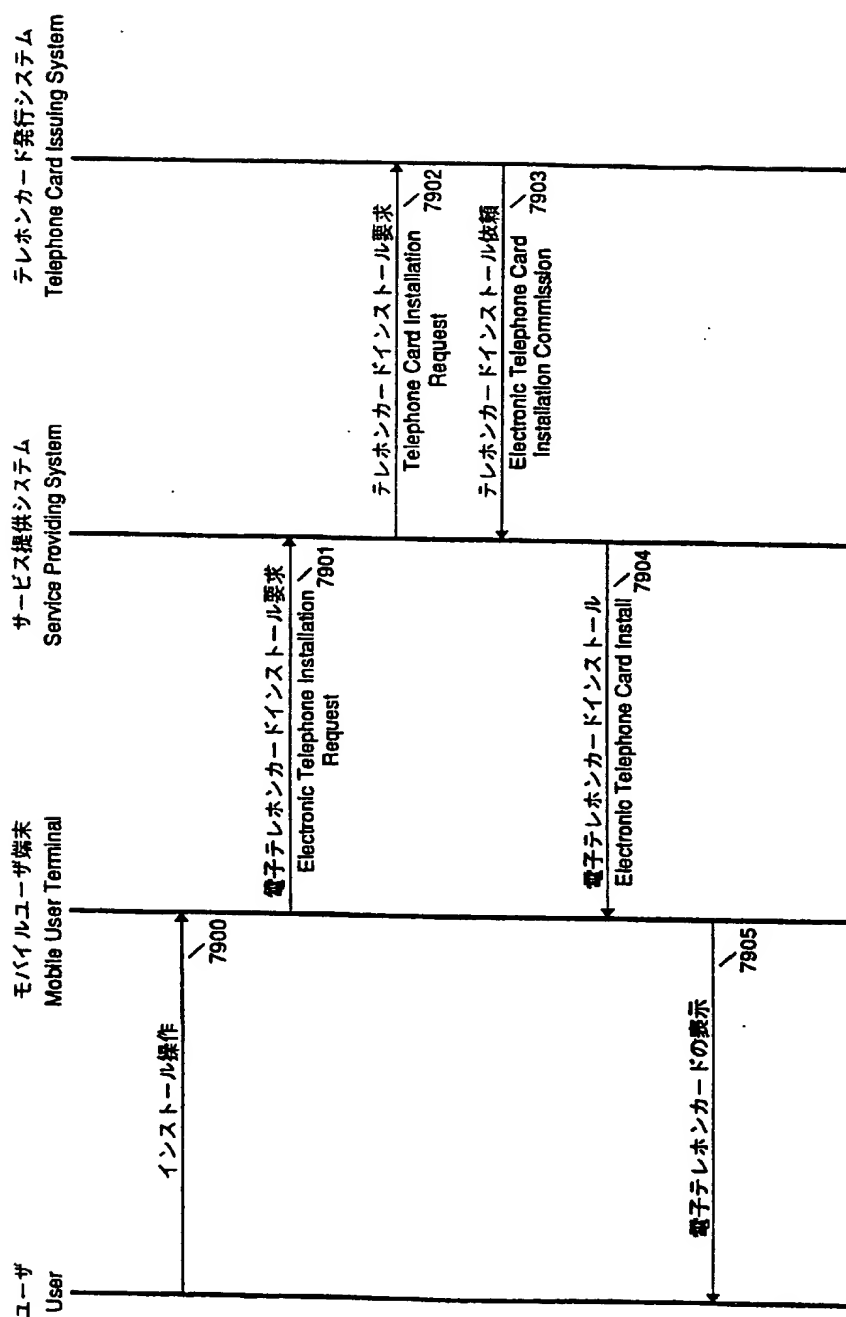 ユーザ
User
モバイルユーザ端末
Mobile User Terminal
サービス提供システム
Service Providing System
テレホンカード発行システム
Telephone Card Issuing System
インストール操作
7900
電子テレホンカードインストール要求
7901
Electronic Telephone Installation
Request
テレホンカードインストール要求
7902
Telephone Card Installation
Request
テレホンカードインストール依頼
7903
Electronic Telephone Card
Installation Commission
電子テレホンカードインストール
Electronic Telephone Card Install
7904
電子テレホンカードの表示
7905